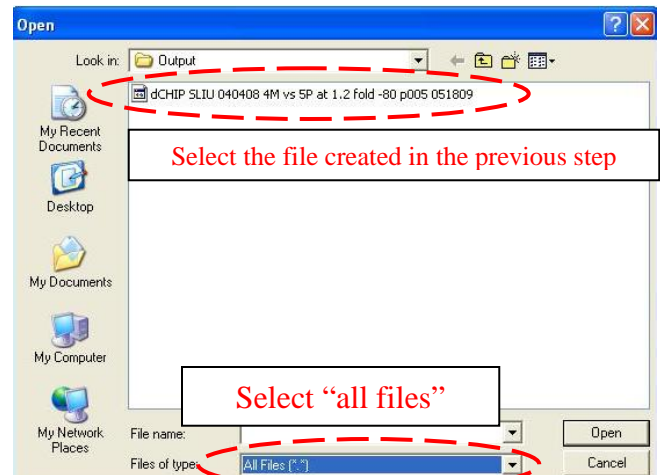 Open
Look in:
Output
dCHIP SLIU 040408 4M vs 5P at 1.2 fold -80 p005 051809
My Recent
Documents
Select the file created in the previous step
Desktop
My Documents
My Computer
Select “all files”
My Network
Places
File name:
Open
Files of type:
All Files (*.*)
Cancel